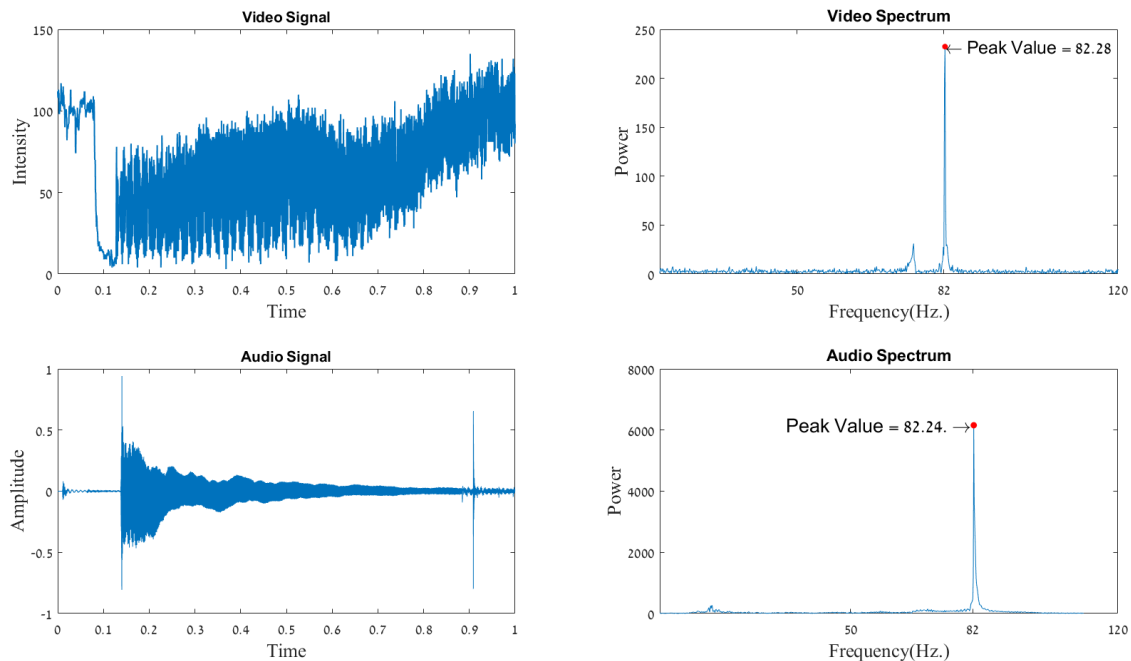 Video Signal
150
100
50
0
Intensity
0 0.1 0.2 0.3 0.4 0.5 0.6 0.7 0.8 0.9 1
Time
Video Spectrum
250
200
150
100
50
0
Power
← Peak Value = 82.28
50 82 120
Frequency(Hz.)
Audio Signal
1
0.5
0
-0.5
-1
Amplitude
0 0.1 0.2 0.3 0.4 0.5 0.6 0.7 0.8 0.9 1
Time
Audio Spectrum
8000
6000
4000
2000
0
Power
Peak Value = 82.24. →
50 82 120
Frequency(Hz.)